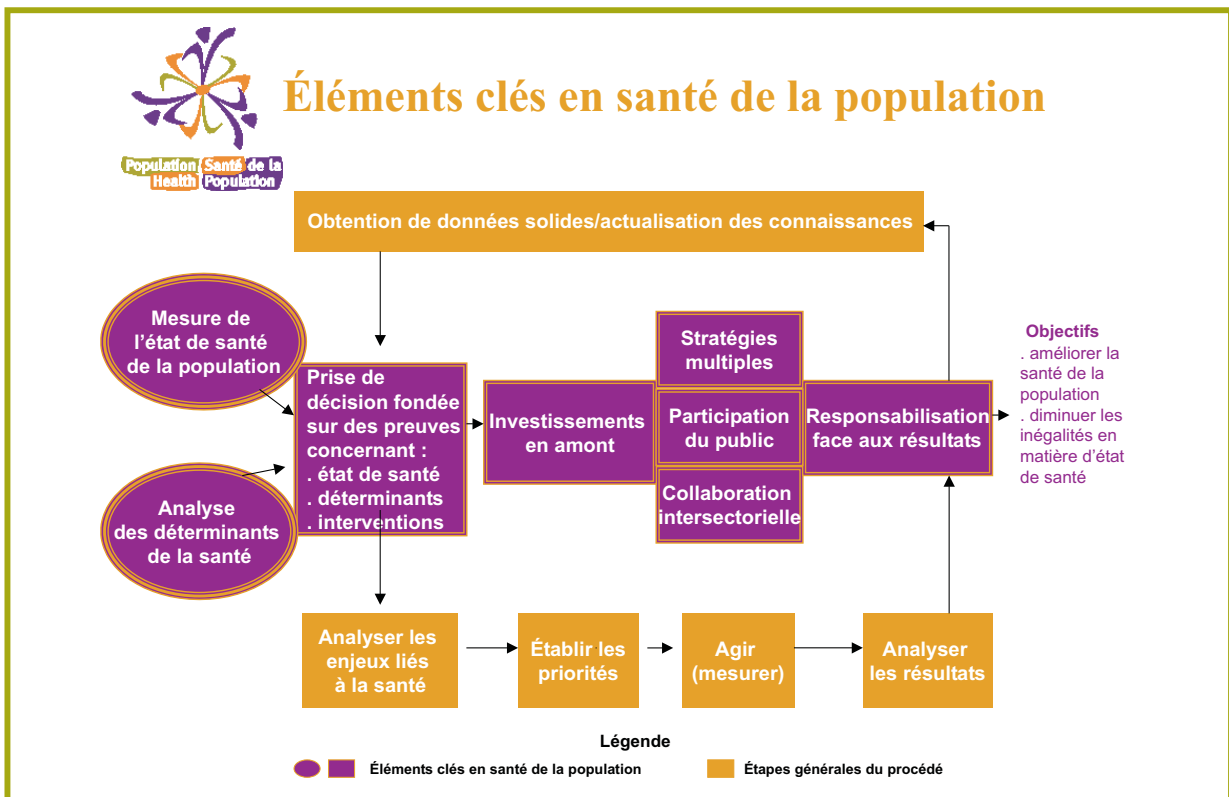 Éléments clés en santé de la population
Population Santé de la
Health Population
Obtention de données solides/actualisation des connaissances
Mesure de
l'état de santé
de la population
Analyse
des déterminants
de la santé
Prise de
décision fondée
sur des preuves
concernant :
. état de santé
. déterminants
. interventions
Investissements
en amont
Stratégies
multiples
Participation
du public
Collaboration
intersectorielle
Responsabilisation
face aux résultats
Objectifs
. améliorer la
santé de la
population
. diminuer les
inégalités en
matière d'état
de santé
Analyser les
enjeux liés
à la santé
Établir les
priorités
Agir
(mesurer)
Analyser
les résultats
Légende
Éléments clés en santé de la population
Étapes générales du procédé